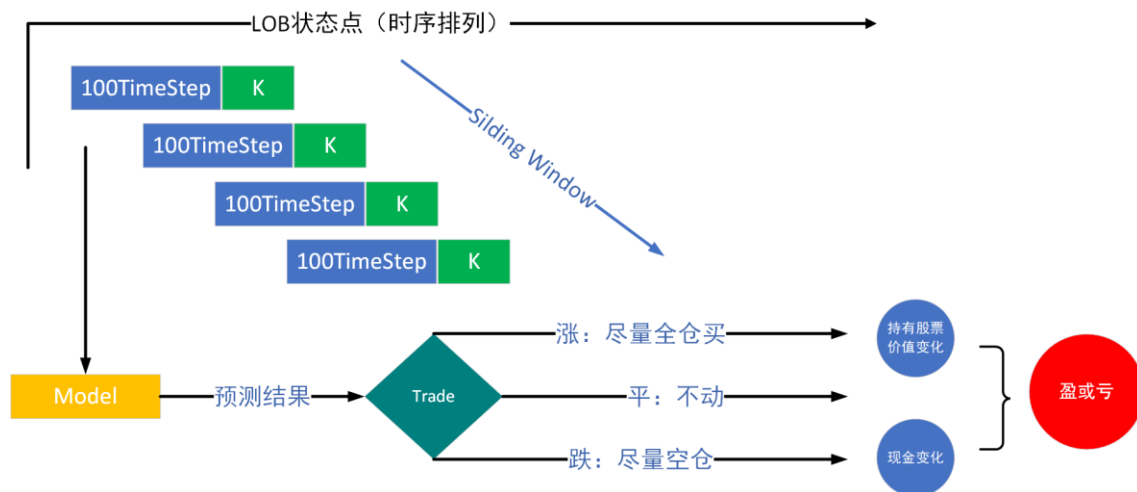 LOB状态点（时序排列）
100TimeStep K
100TimeStep K
100TimeStep K
100TimeStep K
Silding Window
Model
预测结果
Trade
涨：尽量全仓买
平：不动
跌：尽量空仓
持有股票
价值变化
现金变化
盈或亏